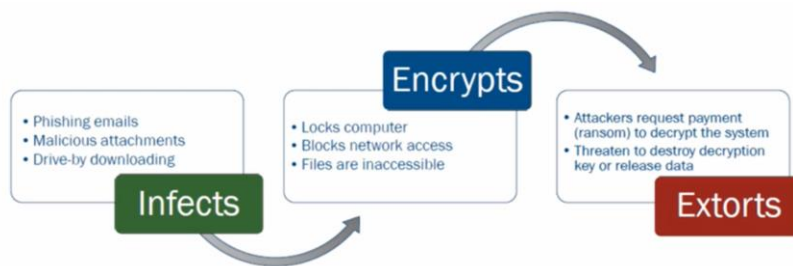 • Phishing emails
• Malicious attachments
• Drive-by downloading
Infects
Encrypts
• Locks computer
• Blocks network access
• Files are inaccessible
• Attackers request payment
(ransom) to decrypt the system
• Threaten to destroy decryption
key or release data
Extorts